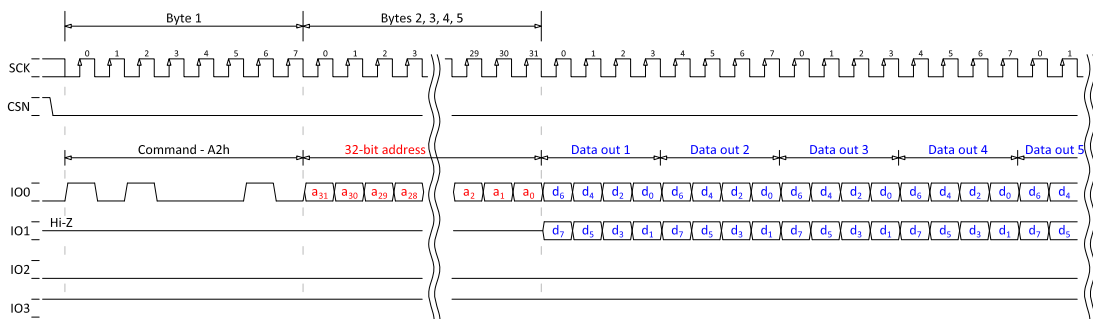 Byte 1 Bytes 2, 3, 4, 5
0 1 2 3 4 5 6 7 0 1 2 3 29 30 31 0 1 2 3 4 5 6 7 0 1 2 3 4 5 6 7 0 1
SCK
CSN
Command - A2h 32-bit address Data out 1 Data out 2 Data out 3 Data out 4 Data out 5
IO0 a31 a30 a29 a28 a2 a1 a0 d6 d4 d2 d0 d6 d4 d2 d0 d6 d4 d2 d0 d6 d4 d2 d0 d6 d4
Hi-Z
IO1 d7 d5 d3 d1 d7 d5 d3 d1 d7 d5 d3 d1 d7 d5 d3 d1 d7 d5
IO2
IO3